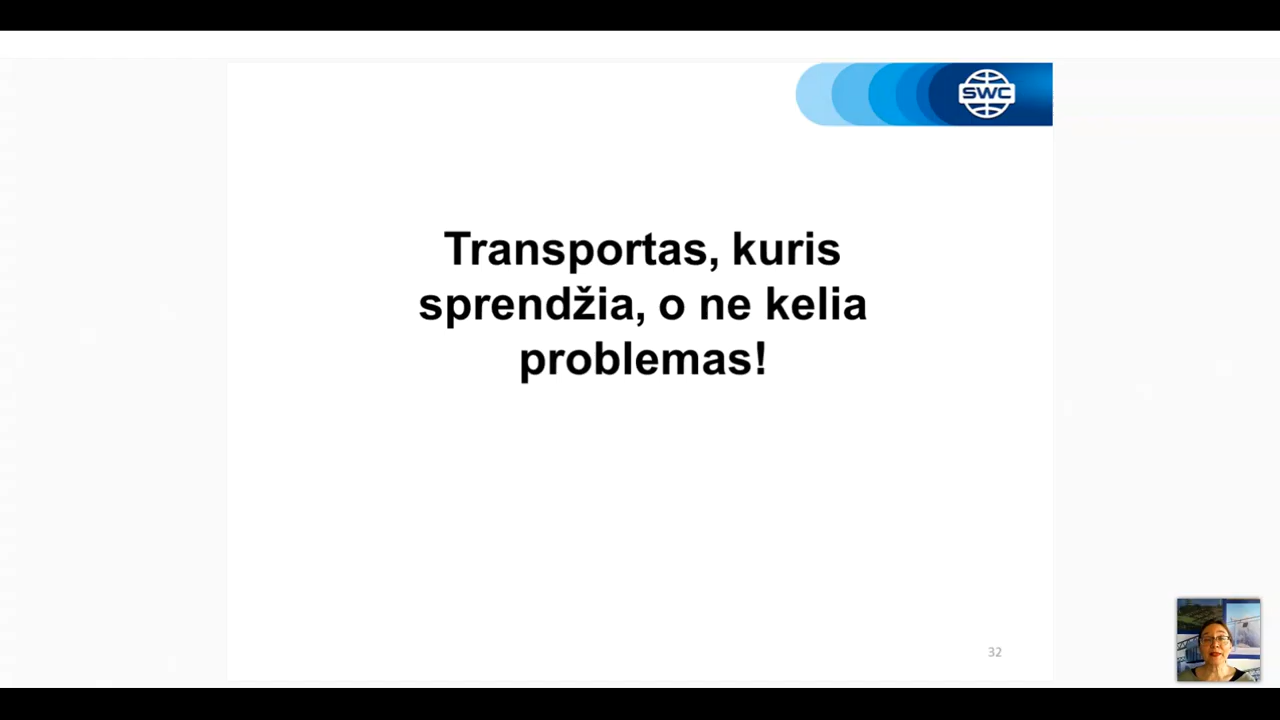 SWC
Transportas, kuris
sprendžia, o ne kelia
problemas!
32